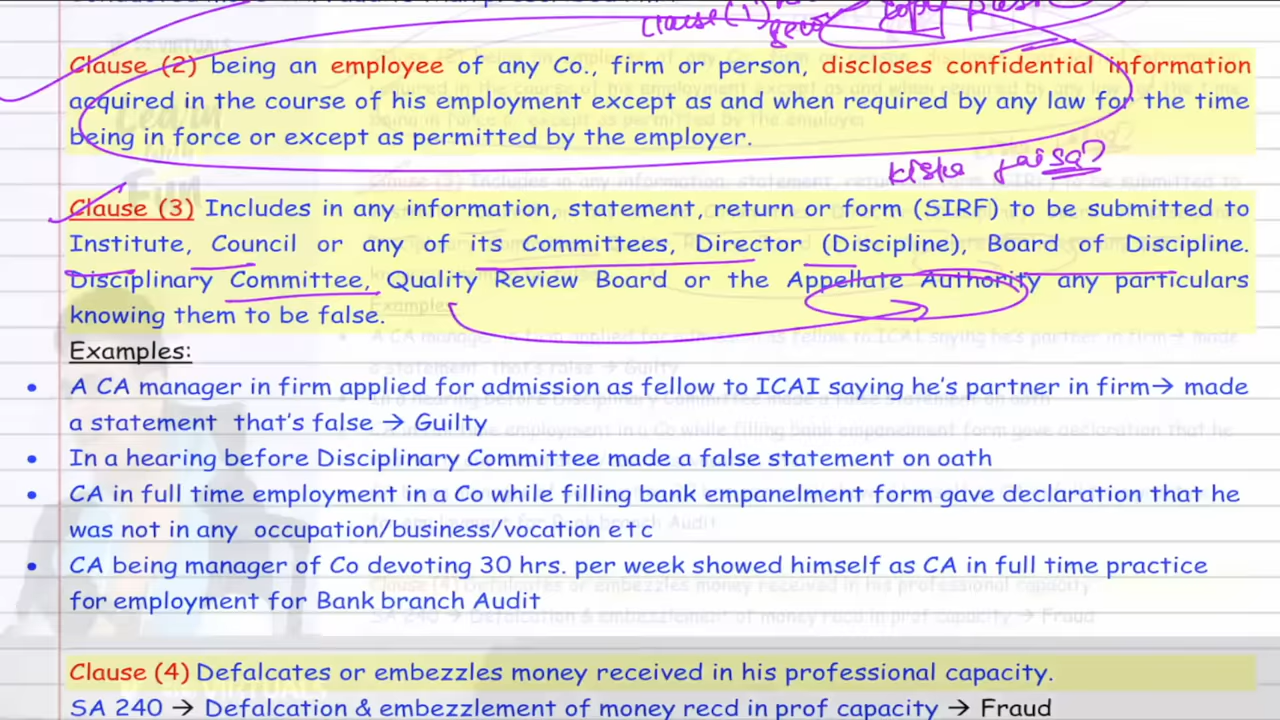 clause (1)
Clause (2) being an employee of any Co., firm or person, discloses confidential information
acquired in the course of his employment except as and when required by any law for the time
being in force or except as permitted by the employer.
Clause (3) Includes in any information, statement, return or form (SIRF) to be submitted to
Institute, Council or any of its Committees, Director (Discipline), Board of Discipline.
Disciplinary Committee, Quality Review Board or the Appellate Authority any particulars
knowing them to be false.
Examples:
• A CA manager in firm applied for admission as fellow to ICAI saying he's partner in firm→ made
a statement that's false → Guilty
• In a hearing before Disciplinary Committee made a false statement on oath
• CA in full time employment in a Co while filling bank empanelment form gave declaration that he
was not in any occupation/business/vocation etc
• CA being manager of Co devoting 30 hrs. per week showed himself as CA in full time practice
for employment for Bank branch Audit
Clause (4) Defalcates or embezzles money received in his professional capacity.
SA 240 → Defalcation & embezzlement of money recd in prof capacity → Fraud